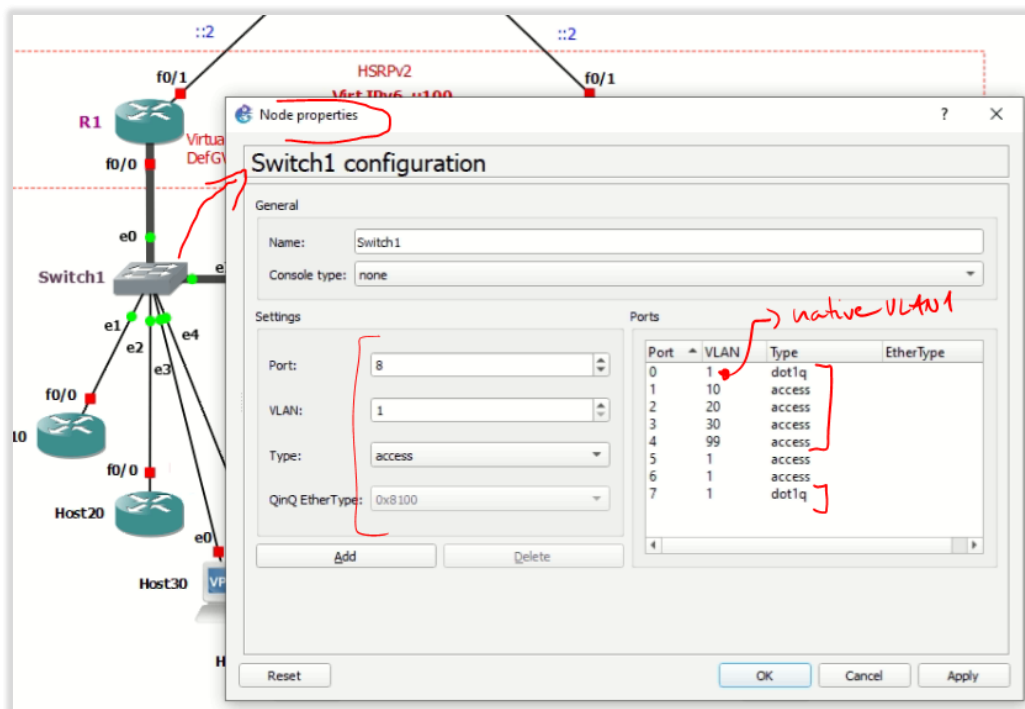 ::2
::2
f0/1
HSRPv2
f0/1
Virt IPv6 ::100
R1
f0/0
e0
Switch1
e1
e2
e3
e4
f0/0
10
f0/0
Host20
e0
Host30
VP
H
Node properties
?
Switch1 configuration
General
Name: Switch1
Console type: none
Settings
Port: 8
VLAN: 1
Type: access
QinQ EtherType: 0x8100
Add Delete
native VLAN1
Ports
Port VLAN Type EtherType
0 1 dot1q
1 10 access
2 20 access
3 30 access
4 99 access
5 1 access
6 1 access
7 1 dot1q
Reset OK Cancel Apply